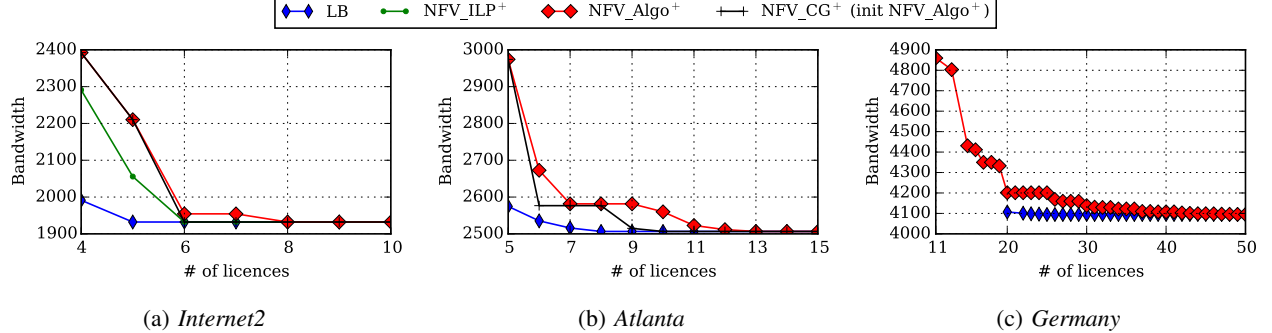 LB NFV_ILP+ NFV_Algo+ NFV_CG+ (init NFV_Algo+)
Bandwidth
2400
2300
2200
2100
2000
1900
4 6 8 10
# of licences
(a) Internet2
Bandwidth
3000
2900
2800
2700
2600
2500
5 7 9 11 13 15
# of licences
(b) Atlanta
Bandwidth
4900
4800
4700
4600
4500
4400
4300
4200
4100
4000
11 20 30 40 50
# of licences
(c) Germany